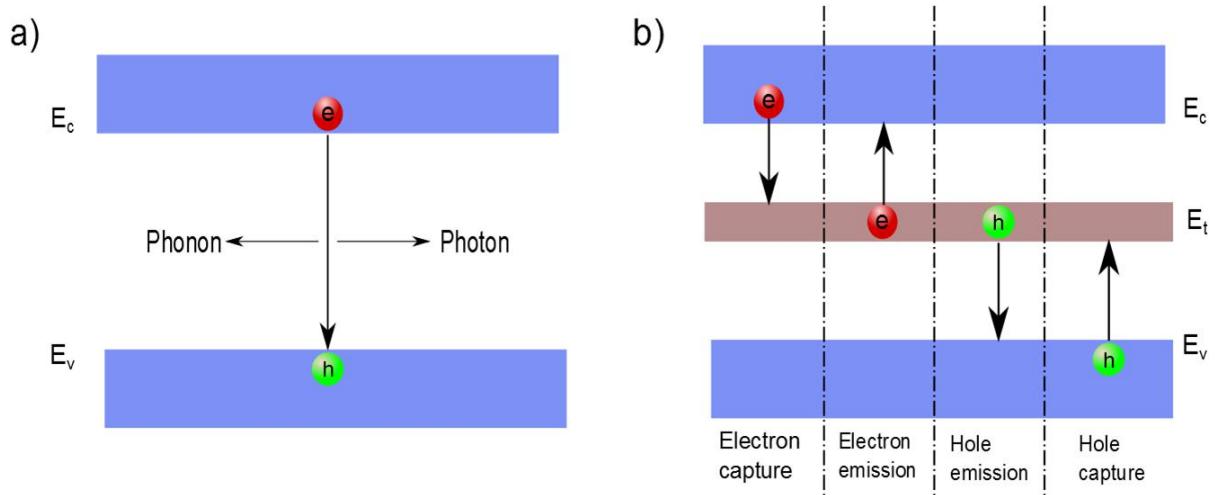 a)
E_c
e
Phonon
Photon
E_v
h
b)
e
E_c
e
h
E_t
E_v
h
Electron
capture
Electron
emission
Hole
emission
Hole
capture